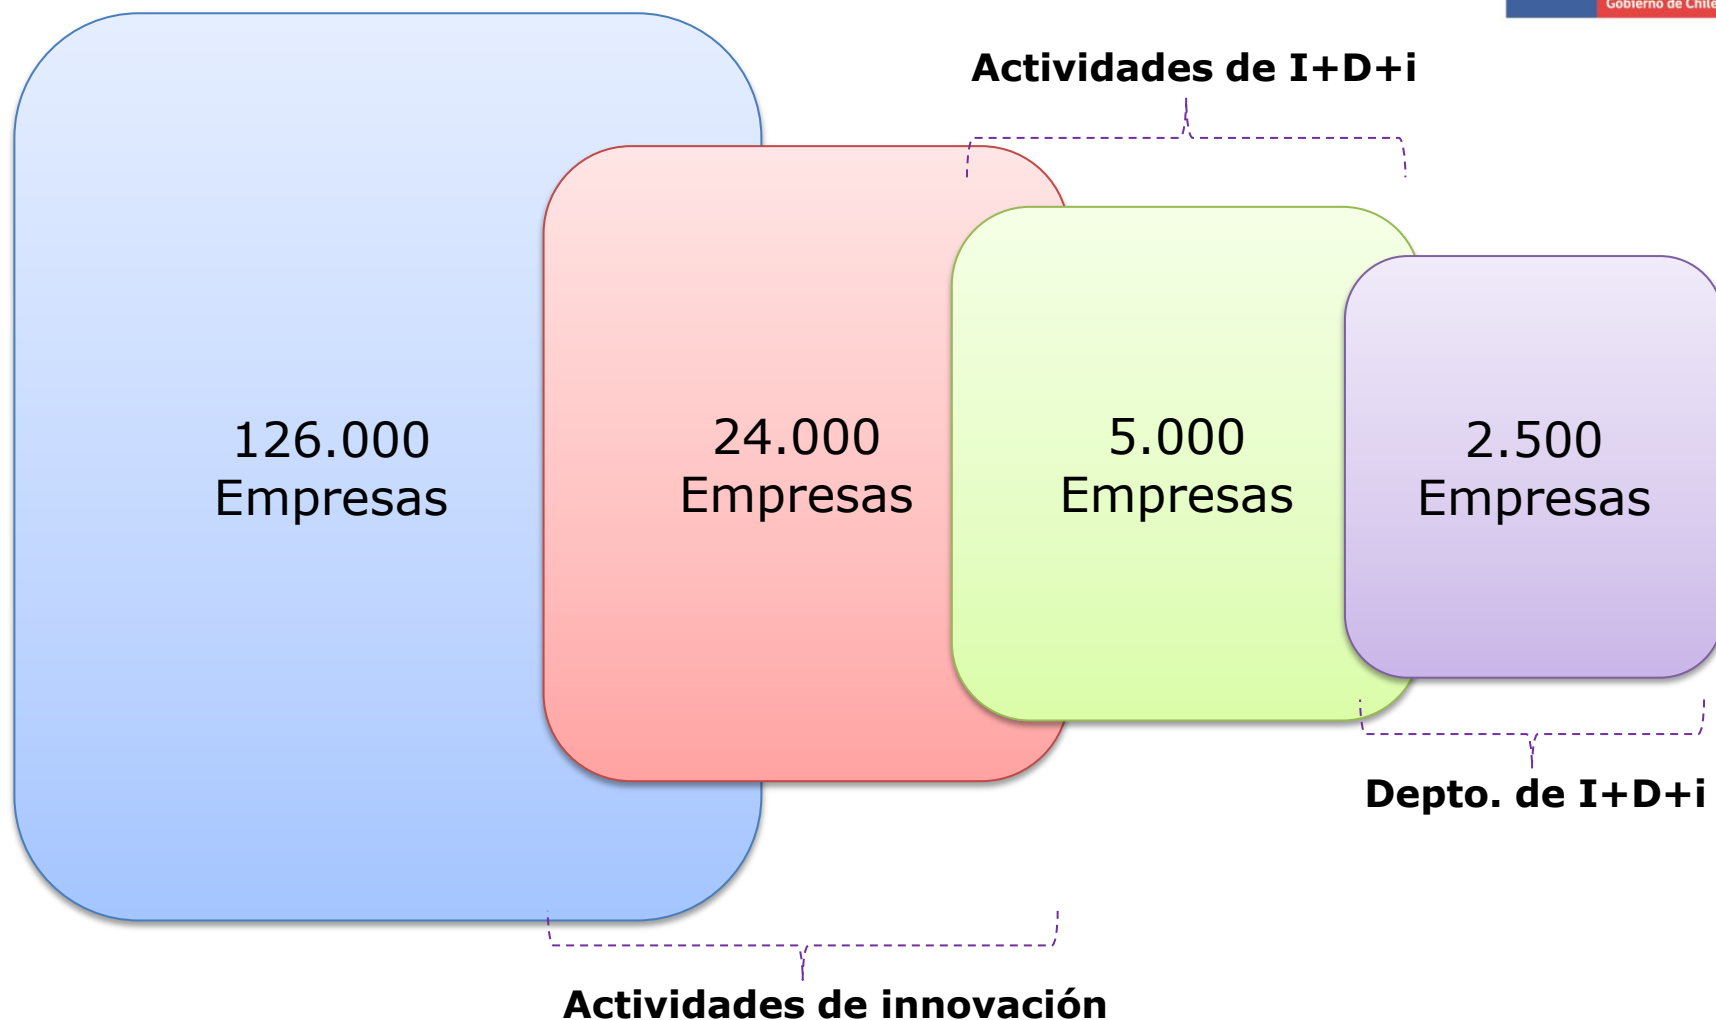 Gobierno de Chile
Actividades de I+D+i
126.000
Empresas
24.000
Empresas
5.000
Empresas
2.500
Empresas
Depto. de I+D+i
Actividades de innovación